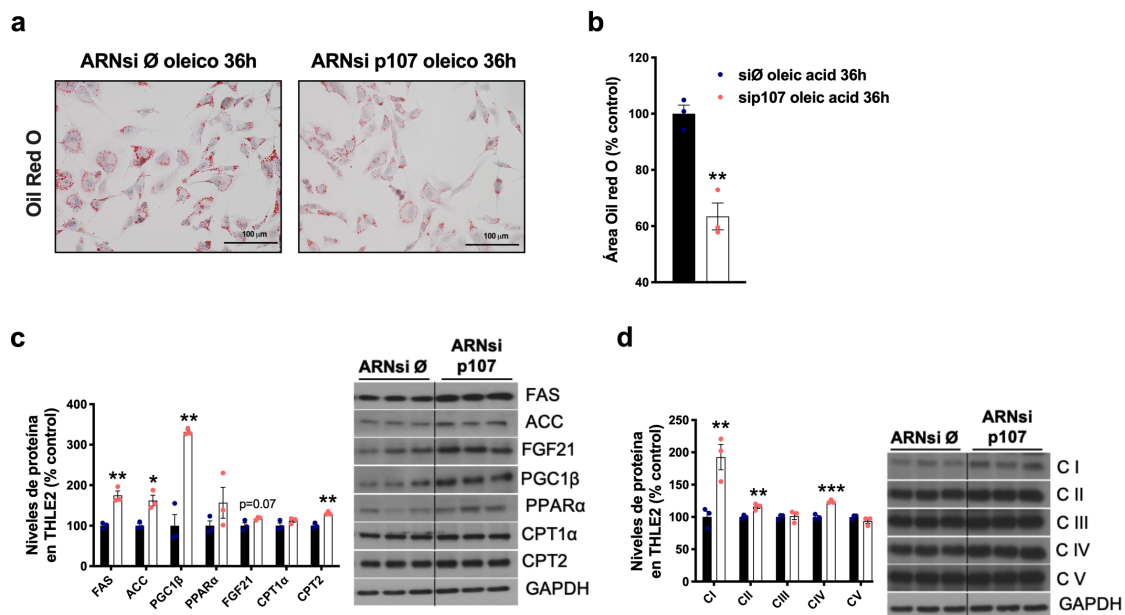 a
ARNsi Ø oleico 36h
ARNsi p107 oleico 36h
Oil Red O
100 µm
100 µm
b
Área Oil red O (% control)
120
100
80
60
40
siØ oleic acid 36h
sip107 oleic acid 36h
**
c
Niveles de proteína
en THLE2 (% control)
400
300
200
100
0
**
*
**
p=0.07
**
FAS
ACC
PGC1β
PPARα
FGF21
CPT1α
CPT2
ARNsi Ø
ARNsi
p107
FAS
ACC
FGF21
PGC1β
PPARα
CPT1α
CPT2
GAPDH
d
Niveles de proteína
en THLE2 (% control)
250
200
150
100
50
0
**
**
***
CI
CII
CIII
CIV
CV
ARNsi Ø
ARNsi
p107
C I
C II
C III
C IV
C V
GAPDH